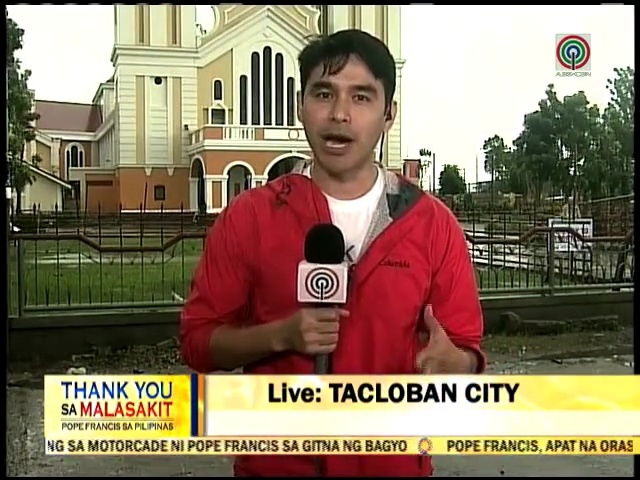 ABS-CBN
Columbia
Live: TACLOBAN CITY
THANK YOU
SA MALASAKIT
POPE FRANCIS SA PILIPINAS
NG SA MOTORCADE NI POPE FRANCIS SA GITNA NG BAGYO POPE FRANCIS, APAT NA ORAS